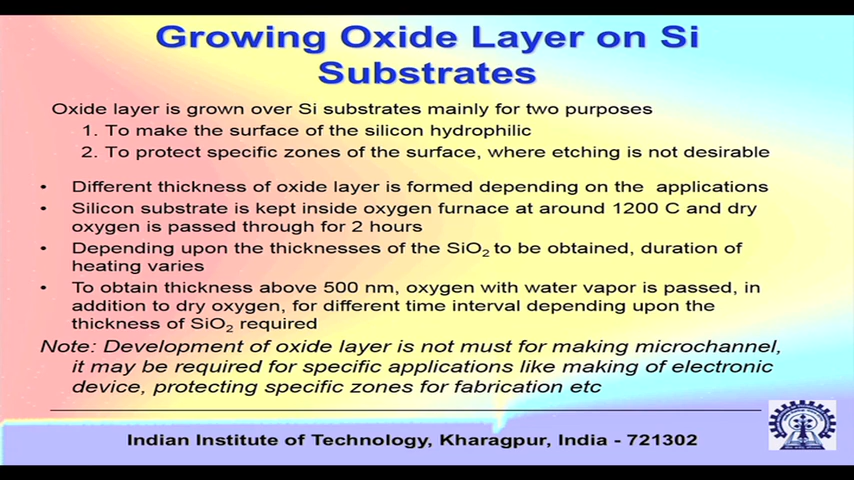 Growing Oxide Layer on Si
Substrates
Oxide layer is grown over Si substrates mainly for two purposes
1. To make the surface of the silicon hydrophilic
2. To protect specific zones of the surface, where etching is not desirable
• Different thickness of oxide layer is formed depending on the applications
• Silicon substrate is kept inside oxygen furnace at around 1200 C and dry
oxygen is passed through for 2 hours
• Depending upon the thicknesses of the SiO₂ to be obtained, duration of
heating varies
• To obtain thickness above 500 nm, oxygen with water vapor is passed, in
addition to dry oxygen, for different time interval depending upon the
thickness of SiO₂ required
Note: Development of oxide layer is not must for making microchannel,
it may be required for specific applications like making of electronic
device, protecting specific zones for fabrication etc
Indian Institute of Technology, Kharagpur, India - 721302